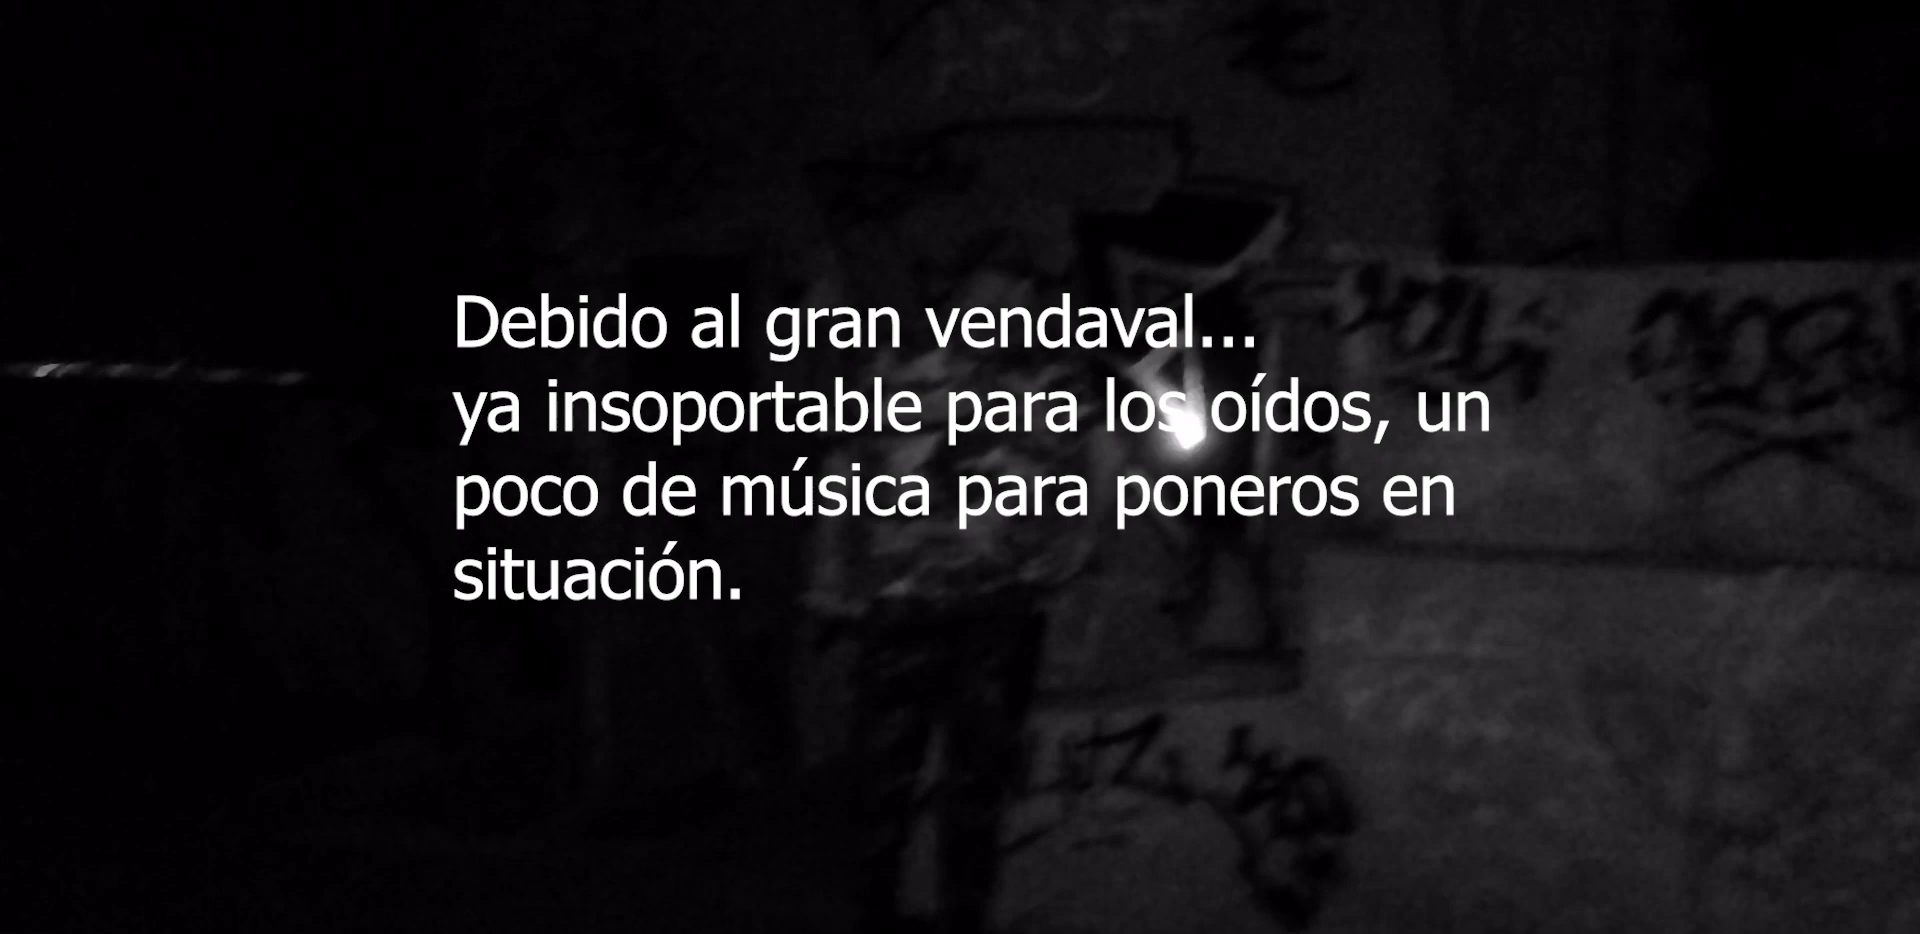 Debido al gran vendaval...
ya insoportable para los oídos, un
poco de música para poneros en
situación.